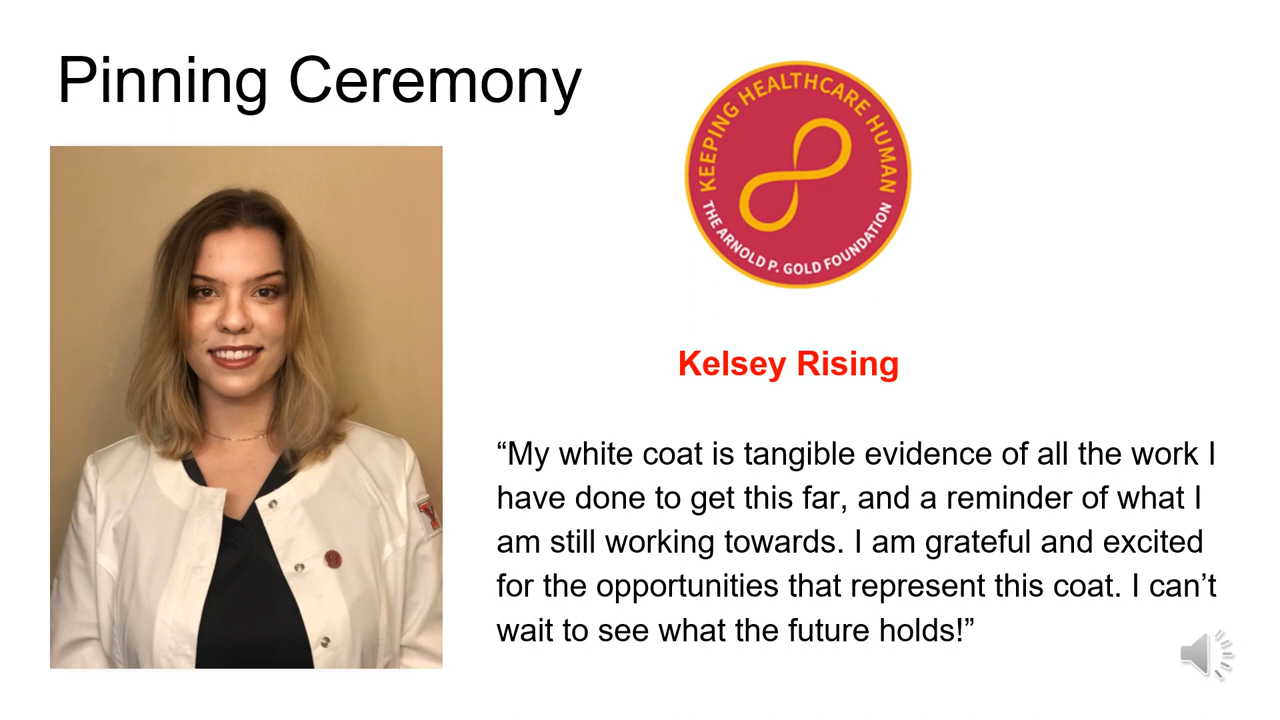 Pinning Ceremony
KEEPING HEALTHCARE HUMAN
THE ARNOLD P. GOLD FOUNDATION
Kelsey Rising
“My white coat is tangible evidence of all the work I
have done to get this far, and a reminder of what I
am still working towards. I am grateful and excited
for the opportunities that represent this coat. I can’t
wait to see what the future holds!”
Y